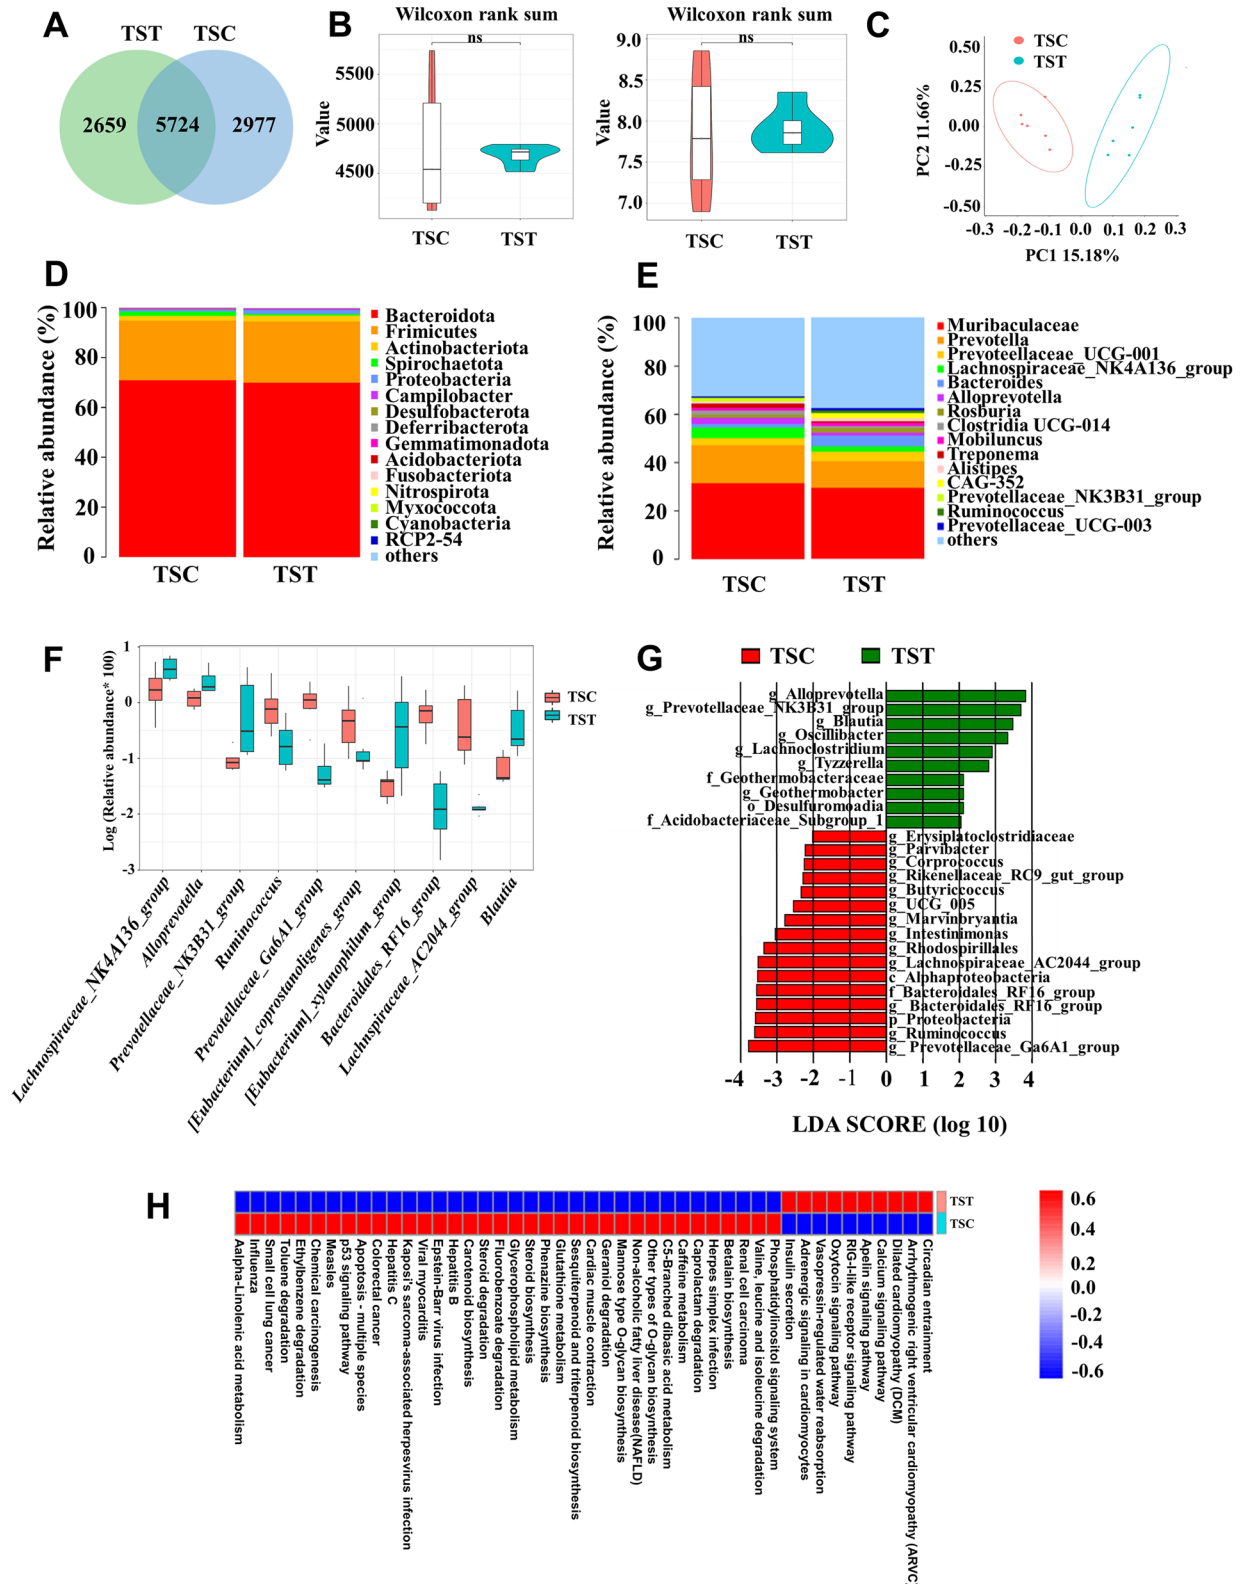 A
TST
TSC
2659
5724
2977
B
Wilcoxon rank sum
ns
5500
5000
4500
Value
TSC
TST
Wilcoxon rank sum
ns
9.0
8.5
8.0
7.5
7.0
Value
TSC
TST
C
TSC
TST
0.50
0.25
0.00
-0.25
-0.50
PC2 11.66%
-0.3 -0.2 -0.1 0.0 0.1 0.2 0.3
PC1 15.18%
D
Relative abundance (%)
100
80
60
40
20
0
TSC
TST
Bacteroidota
Frimicutes
Actinobacteriota
Spirochaetota
Proteobacteria
Campilobacter
Desulfobacterota
Deferribacterota
Gemmatimonadota
Acidobacteriota
Fusobacteriota
Nitrospirota
Myxococcota
Cyanobacteria
RCP2-54
others
E
Relative abundance (%)
100
80
60
40
20
0
TSC
TST
Muribaculaceae
Prevotella
Prevoteellaceae_UCG-001
Lachnospiraceae_NK4A136_group
Bacteroides
Alloprevotella
Rosburia
Clostridia UCG-014
Mobiluncus
Treponema
Alistipes
CAG-352
Prevotellaceae_NK3B31_group
Ruminococcus
Prevotellaceae_UCG-003
others
F
Log (Relative abundance* 100)
1
0
-1
-2
-3
TSC
TST
Lachnospiraceae_NK4A136_group
Alloprevotella
Prevotellaceae_NK3B31_group
Ruminococcus
Prevotellaceae_Ga6A1_group
[Eubacterium]_coprostanoligenes_group
[Eubacterium]_xylanophilum_group
Bacteroidales_RF16_group
Lachnspiraceae_AC2044_group
Blautia
G
TSC
TST
g_Alloprevotella
g_Prevotellaceae_NK3B31_group
g_Blautia
g_Oscillibacter
g_Lachnoclostridium
g_Tyzzerella
f_Geothermobacteraceae
g_Geothermobacter
o_Desulfuromoadia
f_Acidobacteriaceae_Subgroup_1
g_Erysiplatoclostridiaceae
g_Parvibacter
g_Corprococcus
g_Rikenellaceae_RC9_gut_group
g_Butyriccoccus
g_UCG_005
g_Marvinbryantia
g_Intestinimonas
g_Rhodospirillales
g_Lachnospiraceae_AC2044_group
c_Alphaproteobacteria
f_Bacteroidales_RF16_group
g_ Bacteroidales_RF16_group
p_Proteobacteria
g_Ruminococcus
g_ Prevotellaceae_Ga6A1_group
-4 -3 -2 -1 0 1 2 3 4
LDA SCORE (log 10)
H
TST
TSC
0.6
0.4
0.2
0.0
-0.2
-0.4
-0.6
Aalpha-Linolenic acid metabolism
Influenza
Small cell lung cancer
Toluene degradation
Ethylbenzene degradation
Chemical carcinogenesis
Measles
p53 signaling pathway
Apoptosis - multiple species
Colorectal cancer
Hepatitis C
Kaposi's sarcoma-associated herpesvirus infection
Viral myocarditis
Epstein-Barr virus infection
Hepatitis B
Carotenoid biosynthesis
Steroid degradation
Fluorobenzoate degradation
Glycerophospholipid metabolism
Steroid biosynthesis
Phenazine biosynthesis
Glutathione metabolism
Sesquiterpenoid and triterpenoid biosynthesis
Cardiac muscle contraction
Geraniol degradation
Mannose type O-glycan biosynthesis
Non-alcoholic fatty liver disease(NAFLD)
Other types of O-glycan biosynthesis
C5-Branched dibasic acid metabolism
Caffeine metabolism
Caprolactam degradation
Herpes simplex infection
Betalain biosynthesis
Renal cell carcinoma
Valine, leucine and isoleucine degradation
Phosphatidylinositol signaling system
Insulin secretion
Adrenergic signaling in cardiomyocytes
Vasopressin-regulated water reabsorption
Oxytocin signaling pathway
RIG-I-like receptor signaling pathway
Apelin signaling pathway
Calcium signaling pathway
Dilated cardiomyopathy (DCM)
Arrhythmogenic right ventricular cardiomyopathy (ARVC)
Circadian entrainment